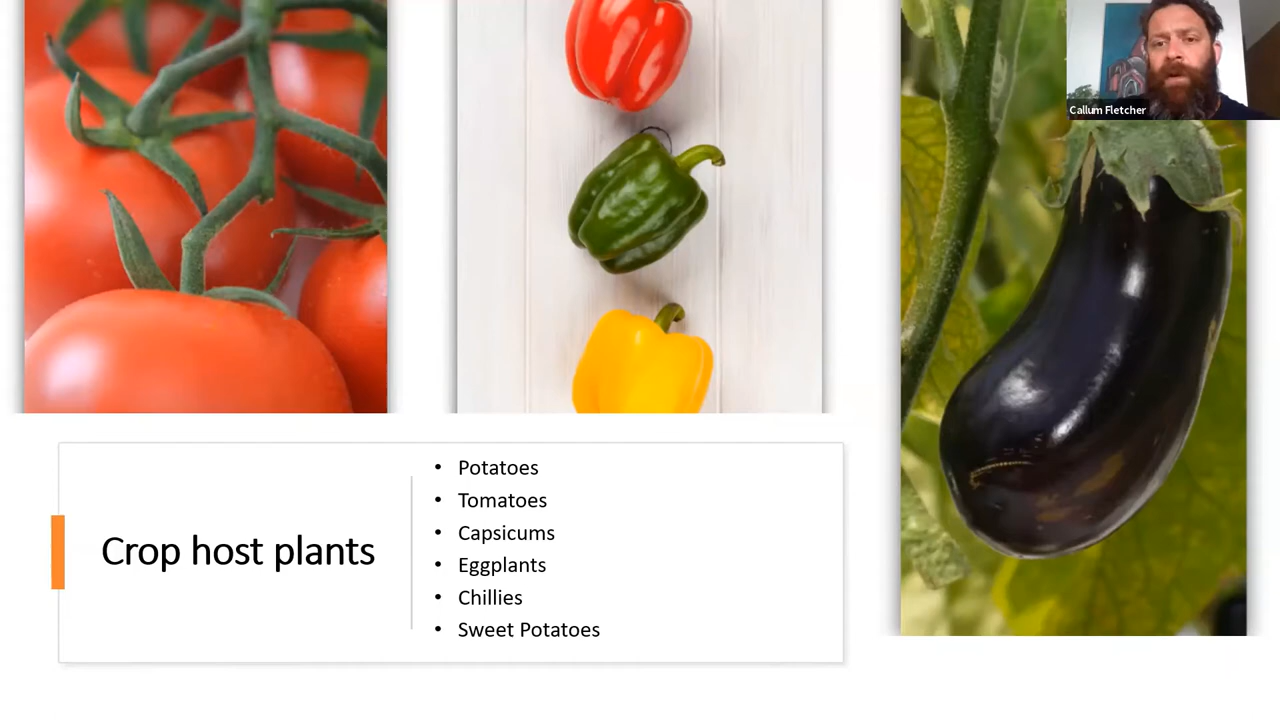 Callum Fletcher
Crop host plants
• Potatoes
• Tomatoes
• Capsicums
• Eggplants
• Chillies
• Sweet Potatoes